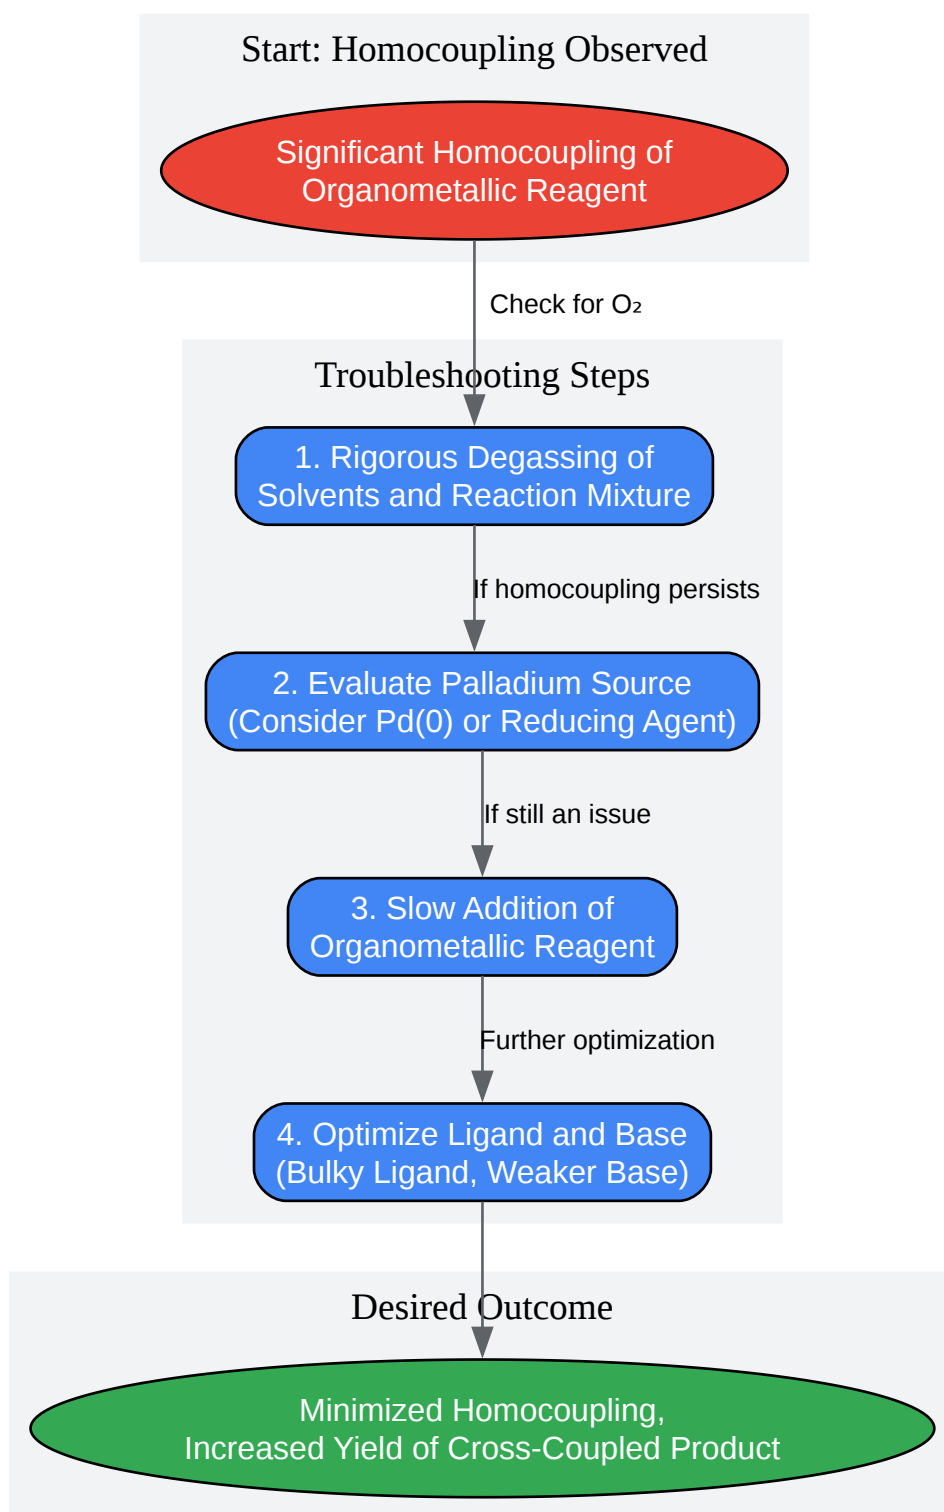 Start: Homocoupling Observed
Significant Homocoupling of
Organometallic Reagent
Check for O₂
Troubleshooting Steps
1. Rigorous Degassing of
Solvents and Reaction Mixture
If homocoupling persists
2. Evaluate Palladium Source
(Consider Pd(0) or Reducing Agent)
If still an issue
3. Slow Addition of
Organometallic Reagent
Further optimization
4. Optimize Ligand and Base
(Bulky Ligand, Weaker Base)
Desired Outcome
Minimized Homocoupling,
Increased Yield of Cross-Coupled Product